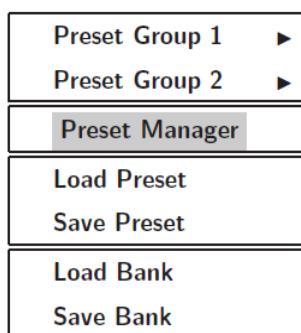 Preset Group 1 ▶
Preset Group 2 ▶
Preset Manager
Load Preset
Save Preset
Load Bank
Save Bank